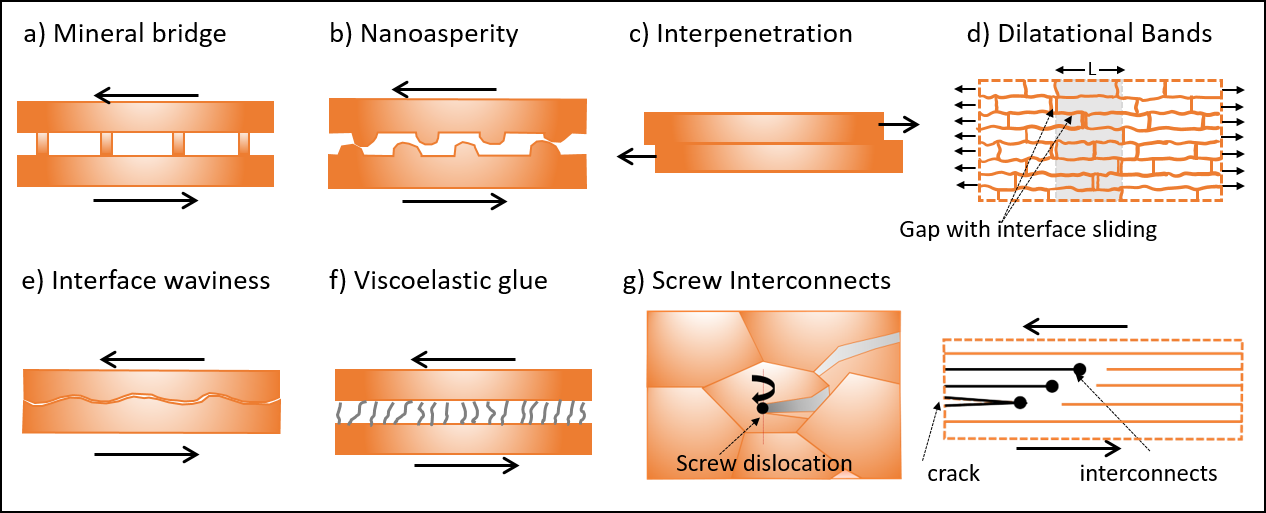 a) Mineral bridge
b) Nanoasperity
c) Interpenetration
d) Dilatational Bands
L
Gap with interface sliding
e) Interface waviness
f) Viscoelastic glue
g) Screw Interconnects
Screw dislocation
crack
interconnects